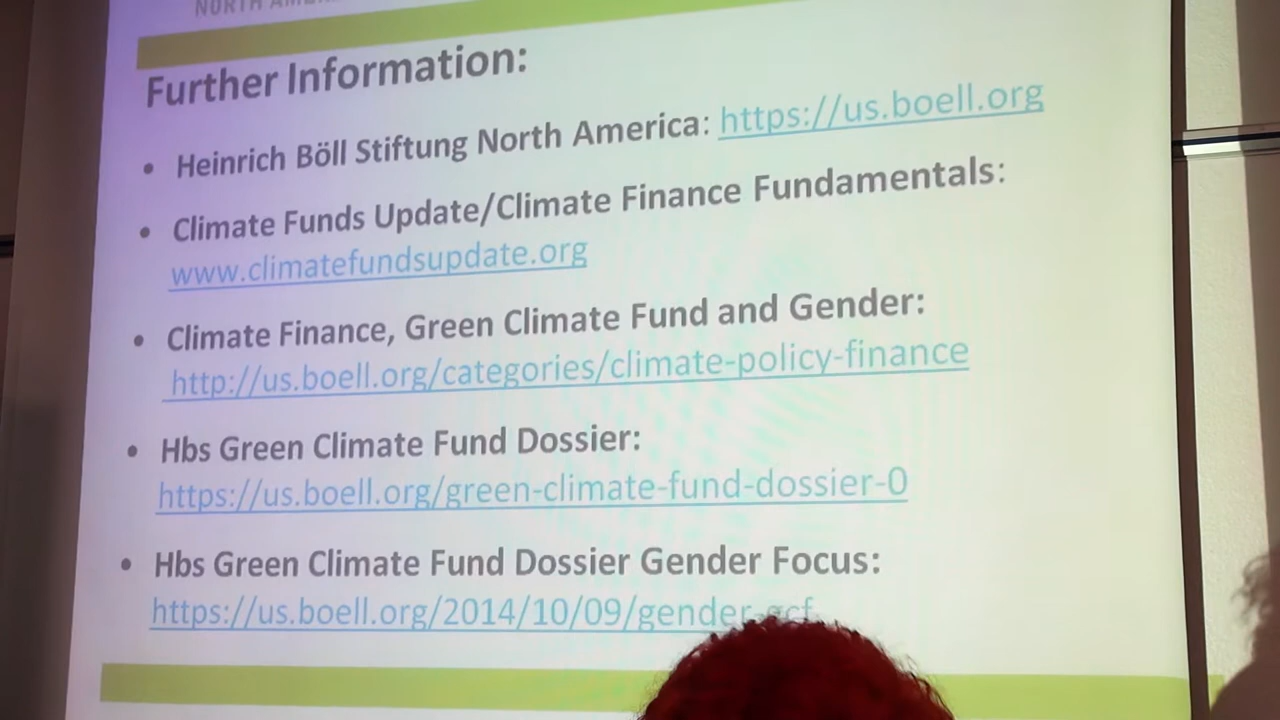 NORTH AMERICA
Further Information:
• Heinrich Böll Stiftung North America: https://us.boell.org
• Climate Funds Update/Climate Finance Fundamentals:
www.climatefundsupdate.org
• Climate Finance, Green Climate Fund and Gender:
http://us.boell.org/categories/climate-policy-finance
• Hbs Green Climate Fund Dossier:
https://us.boell.org/green-climate-fund-dossier-0
• Hbs Green Climate Fund Dossier Gender Focus:
https://us.boell.org/2014/10/09/gender-gcf